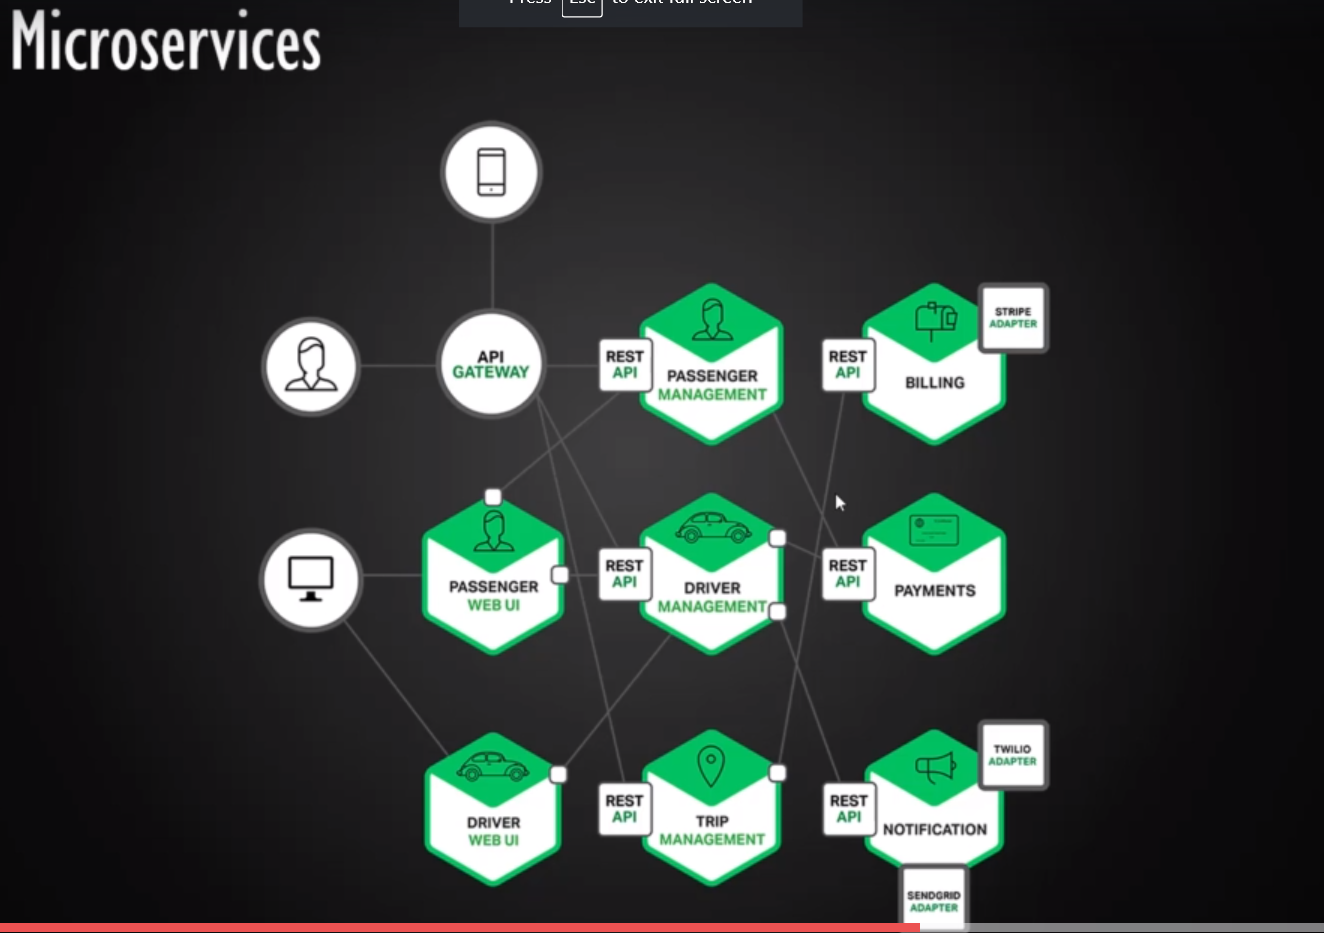 Press Esc to exit full screen
Microservices
API
GATEWAY
REST
API
PASSENGER
MANAGEMENT
REST
API
BILLING
STRIPE
ADAPTER
PASSENGER
WEB UI
REST
API
DRIVER
MANAGEMENT
REST
API
PAYMENTS
DRIVER
WEB UI
REST
API
TRIP
MANAGEMENT
REST
API
NOTIFICATION
TWILIO
ADAPTER
SENDGRID
ADAPTER